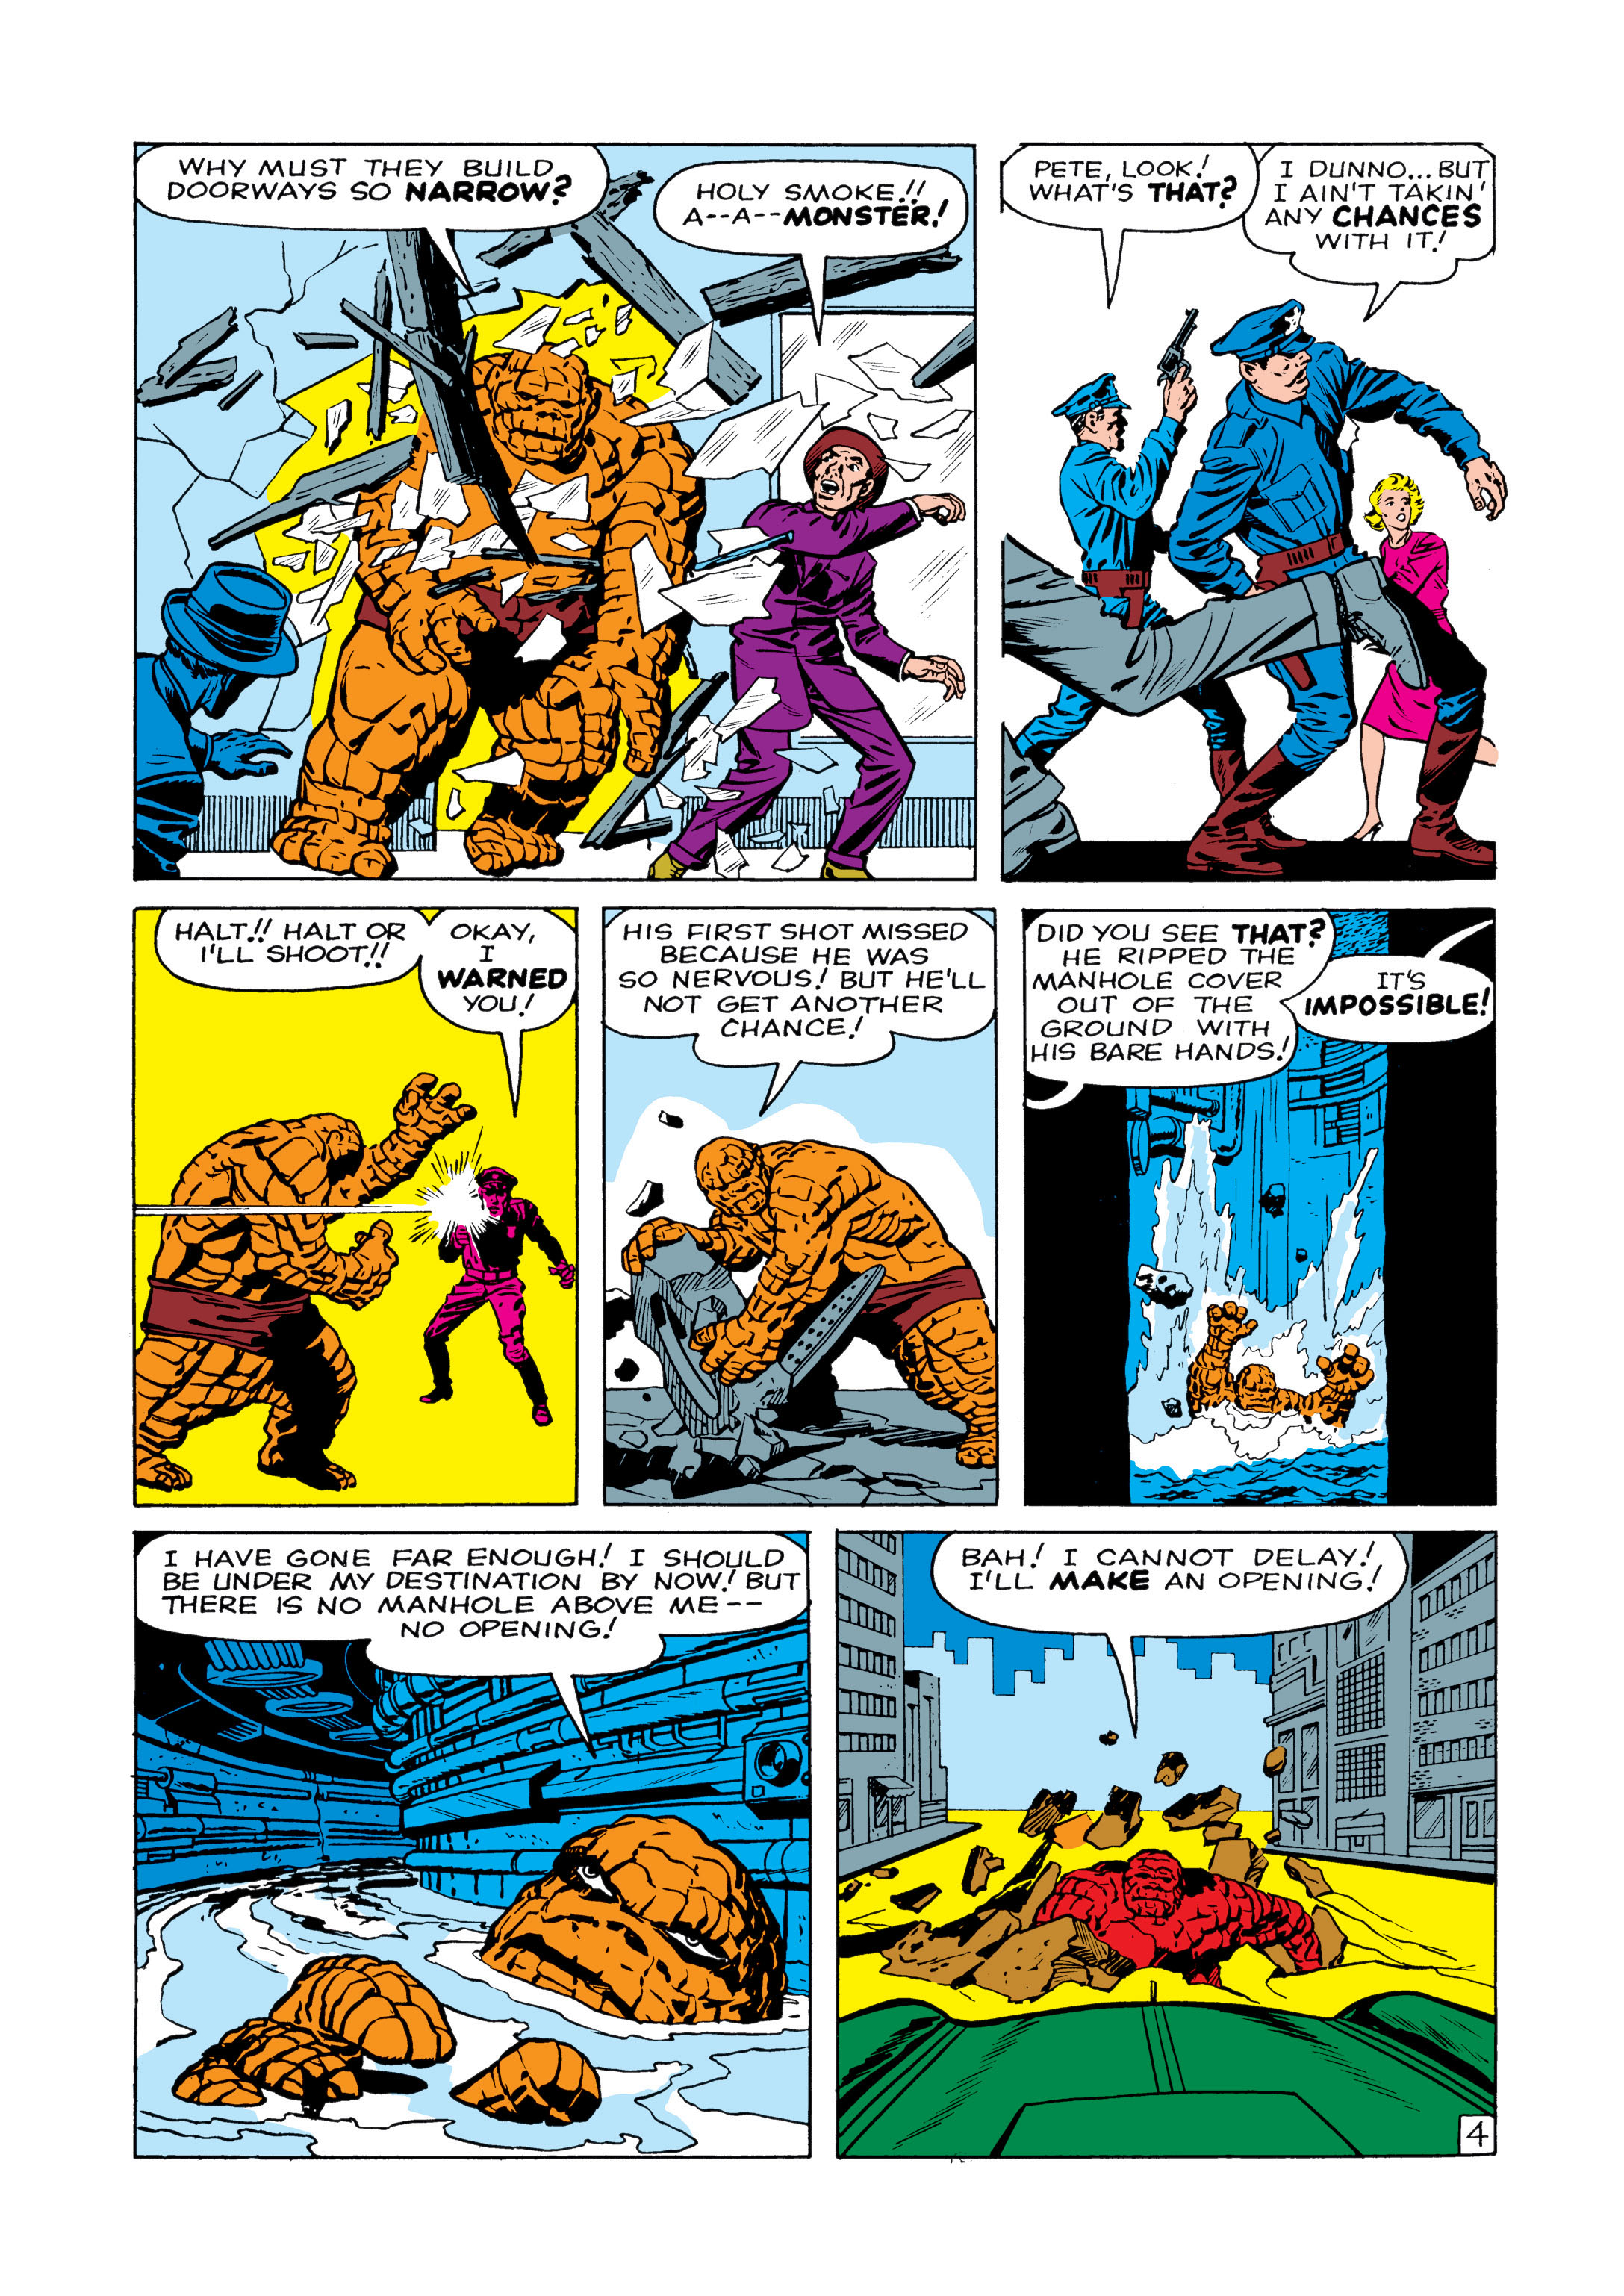 WHY MUST THEY BUILD
DOORWAYS SO NARROW?
HOLY SMOKE!!
A--A--MONSTER!
PETE, LOOK!
WHAT'S THAT?
I DUNNO...BUT
I AIN'T TAKIN'
ANY CHANCES
WITH IT!
HALT!! HALT OR
I'LL SHOOT!!
OKAY,
I
WARNED
YOU!
HIS FIRST SHOT MISSED
BECAUSE HE WAS
SO NERVOUS! BUT HE'LL
NOT GET ANOTHER
CHANCE!
DID YOU SEE THAT?
HE RIPPED THE
MANHOLE COVER
OUT OF THE
GROUND WITH
HIS BARE HANDS!
IT'S
IMPOSSIBLE!
I HAVE GONE FAR ENOUGH! I SHOULD
BE UNDER MY DESTINATION BY NOW! BUT
THERE IS NO MANHOLE ABOVE ME--
NO OPENING!
BAH! I CANNOT DELAY!
I'LL MAKE AN OPENING!
4